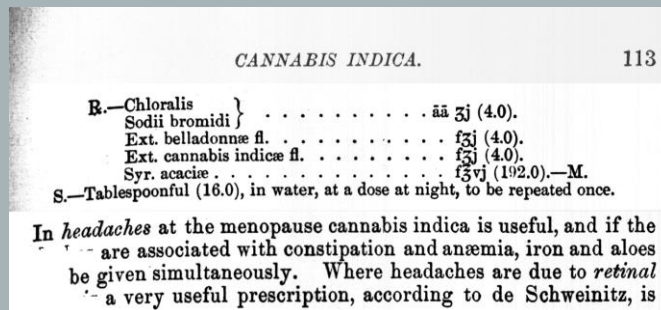 CANNABIS INDICA. 113
℞.—Chloralis
Sodii bromidi } . . . . . . . . . . āā ʒj (4.0).
Ext. belladonnæ fl. . . . . . . . . . . fʒj (4.0).
Ext. cannabis indicæ fl. . . . . . . . . fʒj (4.0).
Syr. acaciæ . . . . . . . . . . . . . . f℥vj (192.0).—M.
S.—Tablespoonful (16.0), in water, at a dose at night, to be repeated once.
In headaches at the menopause cannabis indica is useful, and if the
are associated with constipation and anæmia, iron and aloes
be given simultaneously. Where headaches are due to retinal
a very useful prescription, according to de Schweinitz, is